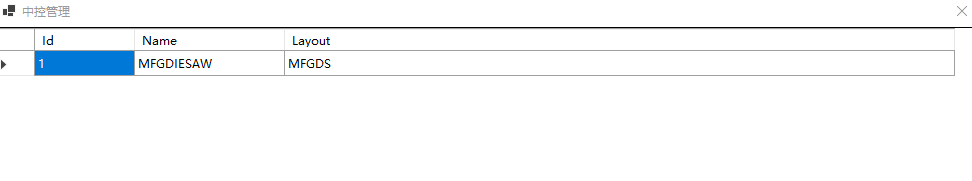 中控管理
Id Name Layout
1 MFGDIESAW MFGDS